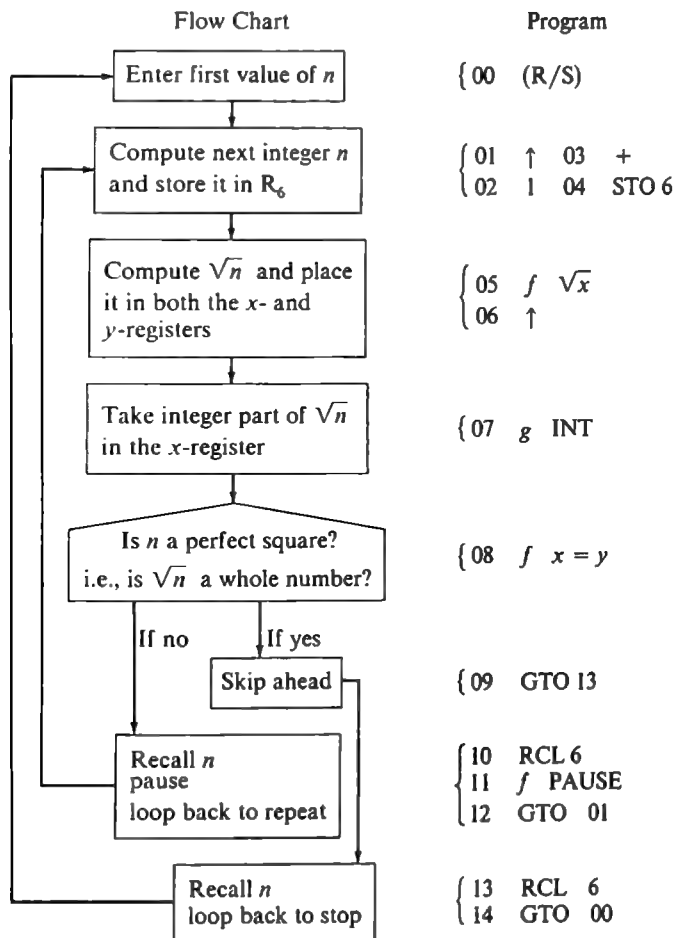 Flow Chart Program
Enter first value of n { 00 (R/S)
Compute next integer n { 01 ↑ 03 +
and store it in R₆ 02 1 04 STO 6
Compute √n and place { 05 f √x
it in both the x- and 06 ↑
y-registers
Take integer part of √n { 07 g INT
in the x-register
Is n a perfect square? { 08 f x = y
i.e., is √n a whole number?
If no If yes
Skip ahead { 09 GTO 13
Recall n { 10 RCL 6
pause 11 f PAUSE
loop back to repeat 12 GTO 01
Recall n { 13 RCL 6
loop back to stop 14 GTO 00